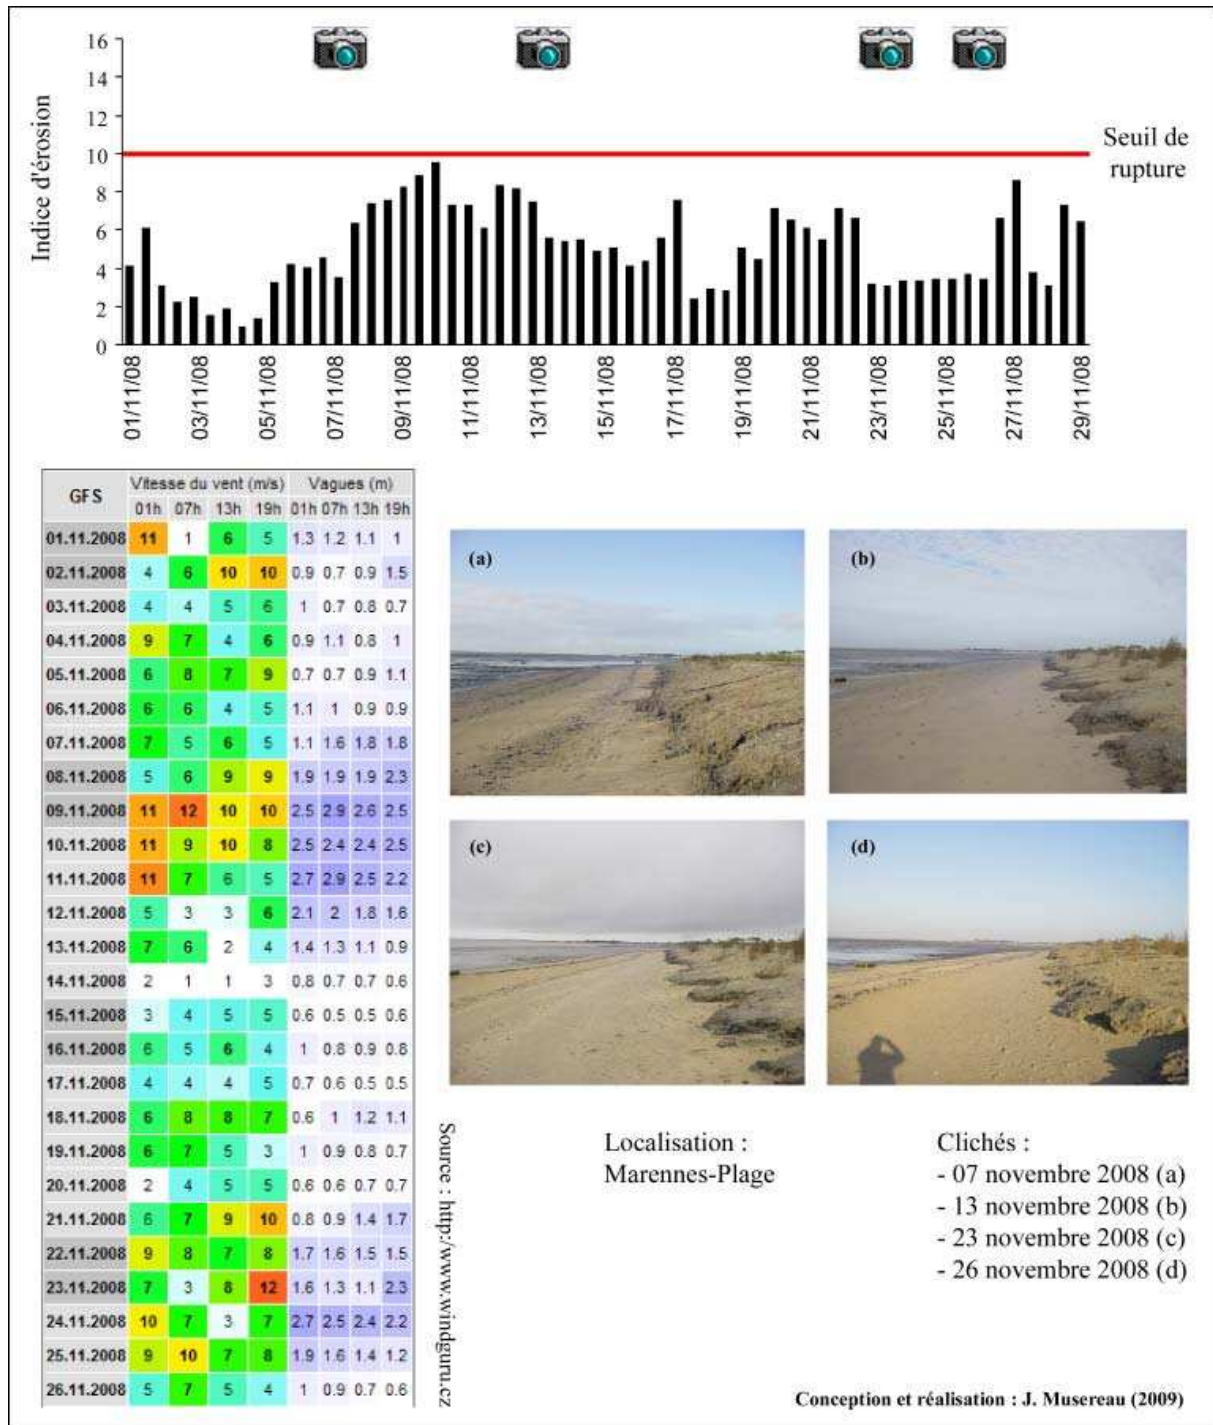 16
14
12
10
8
6
4
2
0
Indice d'érosion
Seuil de
rupture
01/11/08
03/11/08
05/11/08
07/11/08
09/11/08
11/11/08
13/11/08
15/11/08
17/11/08
19/11/08
21/11/08
23/11/08
25/11/08
27/11/08
29/11/08
GFS Vitesse du vent (m/s) Vagues (m)
01h 07h 13h 19h 01h 07h 13h 19h
01.11.2008 11 1 6 5 1.3 1.2 1.1 1
02.11.2008 4 6 10 10 0.9 0.7 0.9 1.5
03.11.2008 4 4 5 6 1 0.7 0.8 0.7
04.11.2008 9 7 4 6 0.9 1.1 0.8 1
05.11.2008 6 8 7 9 0.7 0.7 0.9 1.1
06.11.2008 6 6 4 5 1.1 1 0.9 0.9
07.11.2008 7 5 6 5 1.1 1.6 1.8 1.8
08.11.2008 5 6 9 9 1.9 1.9 1.9 2.3
09.11.2008 11 12 10 10 2.5 2.9 2.6 2.5
10.11.2008 11 9 10 8 2.5 2.4 2.4 2.5
11.11.2008 11 7 6 5 2.7 2.9 2.5 2.2
12.11.2008 5 3 3 6 2.1 2 1.8 1.6
13.11.2008 7 6 2 4 1.4 1.3 1.1 0.9
14.11.2008 2 1 1 3 0.8 0.7 0.7 0.6
15.11.2008 3 4 5 5 0.6 0.5 0.5 0.6
16.11.2008 6 5 6 4 1 0.8 0.9 0.8
17.11.2008 4 4 4 5 0.7 0.6 0.5 0.5
18.11.2008 6 8 8 7 0.6 1 1.2 1.1
19.11.2008 6 7 5 3 1 0.9 0.8 0.7
20.11.2008 2 4 5 5 0.6 0.6 0.7 0.7
21.11.2008 6 7 9 10 0.8 0.9 1.4 1.7
22.11.2008 9 8 7 8 1.7 1.6 1.5 1.5
23.11.2008 7 3 8 12 1.6 1.3 1.1 2.3
24.11.2008 10 7 3 7 2.7 2.5 2.4 2.2
25.11.2008 9 10 7 8 1.9 1.6 1.4 1.2
26.11.2008 5 7 5 4 1 0.9 0.7 0.6
Source : http:/www.windguru.cz
(a)
(b)
(c)
(d)
Localisation :
Marennes-Plage
Clichés :
- 07 novembre 2008 (a)
- 13 novembre 2008 (b)
- 23 novembre 2008 (c)
- 26 novembre 2008 (d)
Conception et réalisation : J. Musereau (2009)